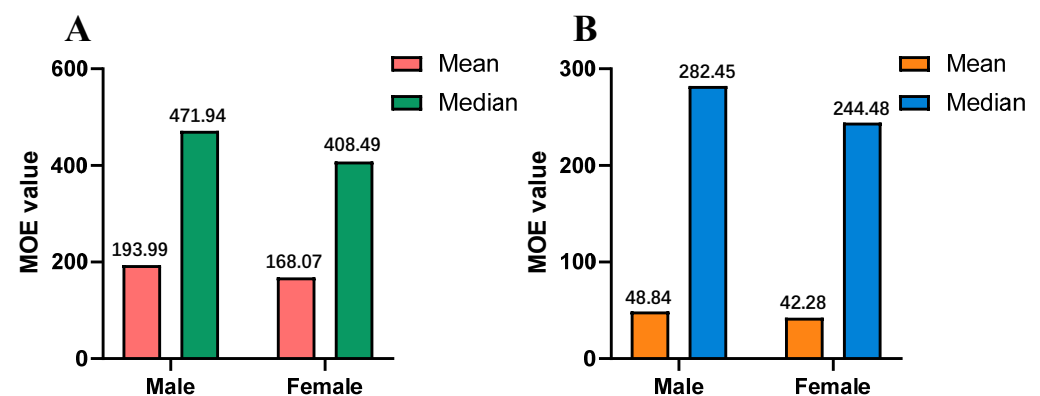 A
Mean
Median
MOE value
600
400
200
0
193.99
471.94
168.07
408.49
Male
Female
B
Mean
Median
MOE value
300
200
100
0
48.84
282.45
42.28
244.48
Male
Female